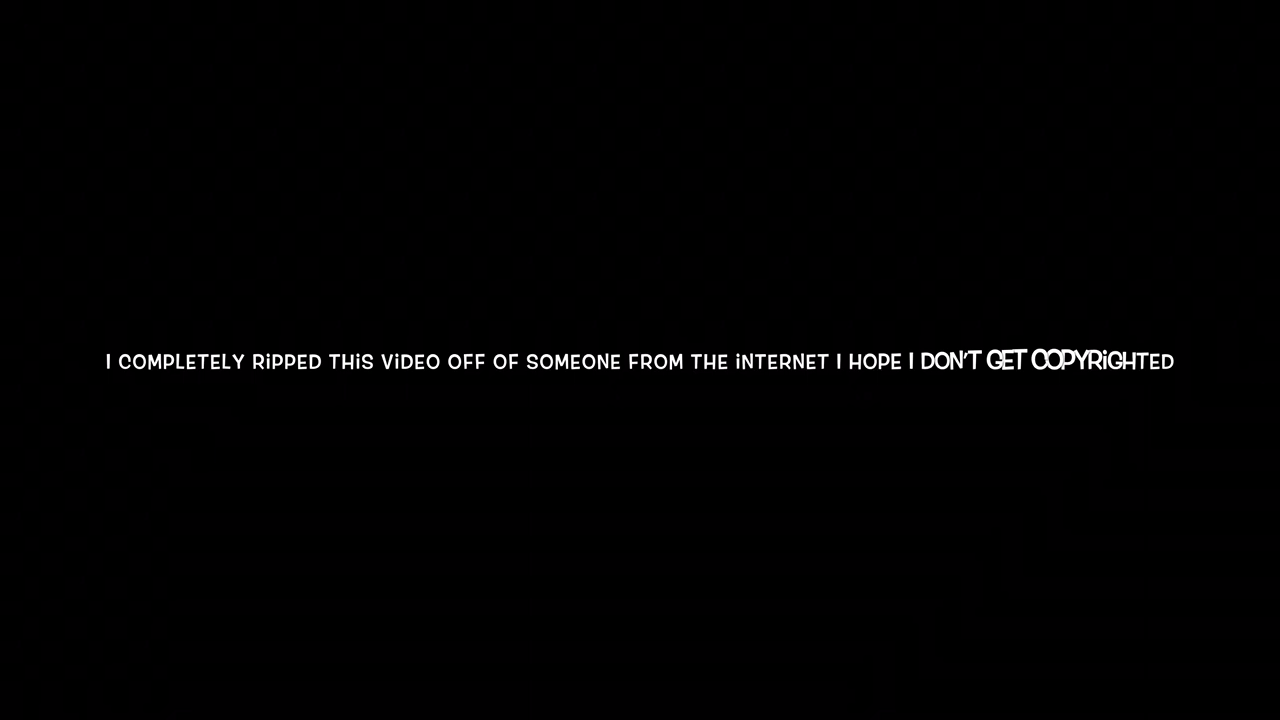 I COMPLETELY RiPPED THiS ViDEO OFF OF SOMEONE FROM THE iNTERNET I HOPE I DON'T GET COPYRiGHTED